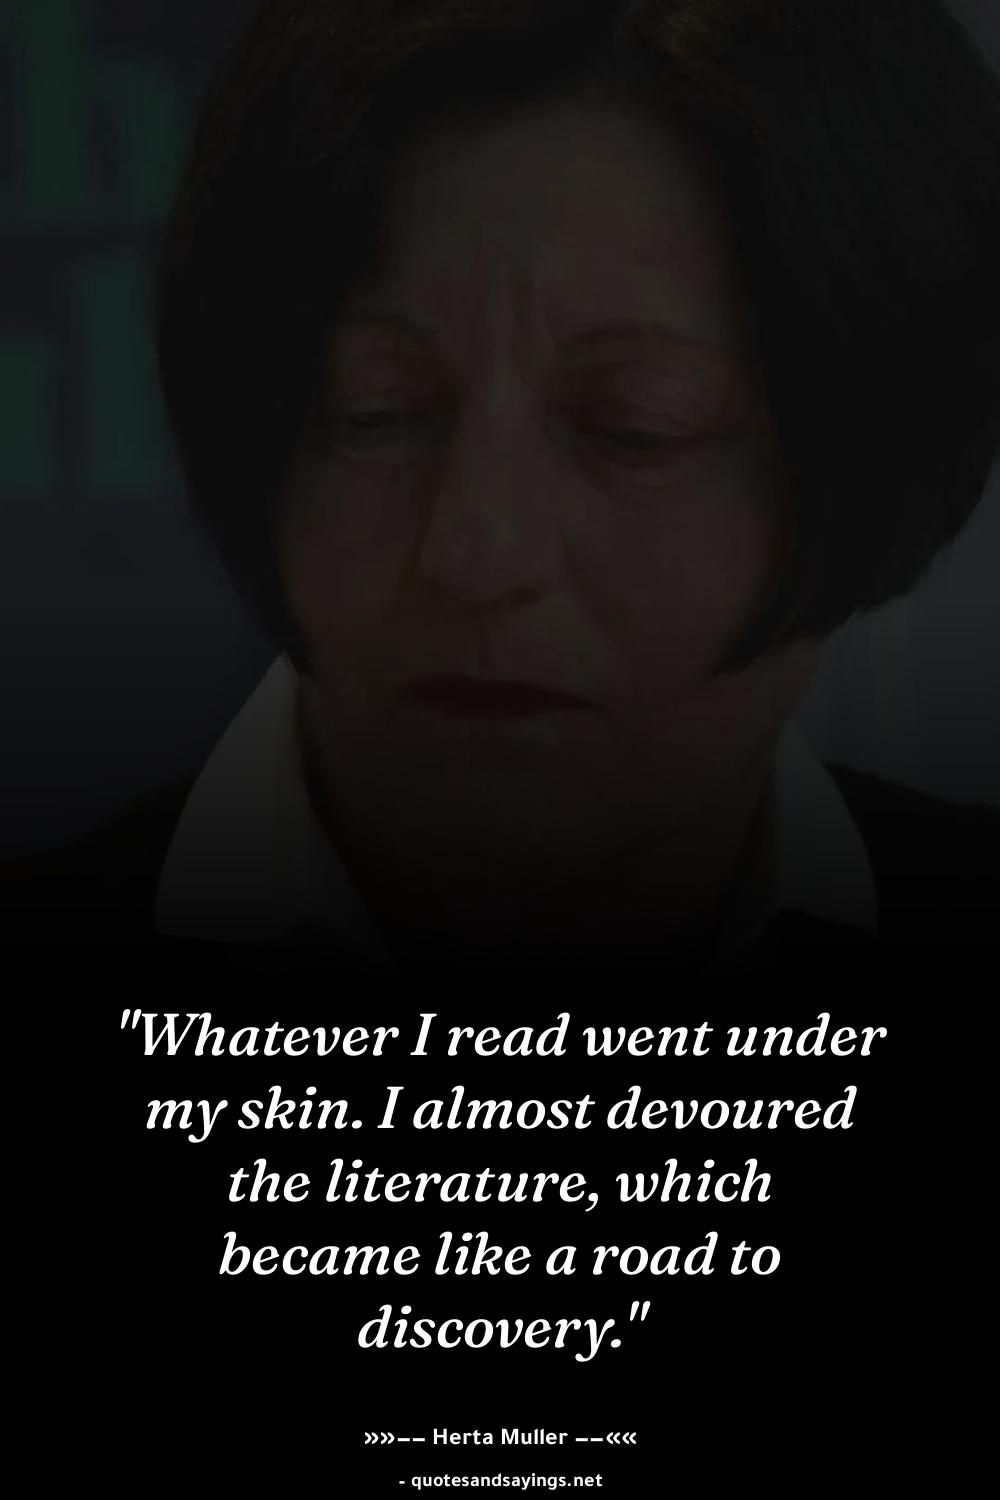 "Whatever I read went under
my skin. I almost devoured
the literature, which
became like a road to
discovery."
»»–– Herta Muller ––««
- quotesandsayings.net